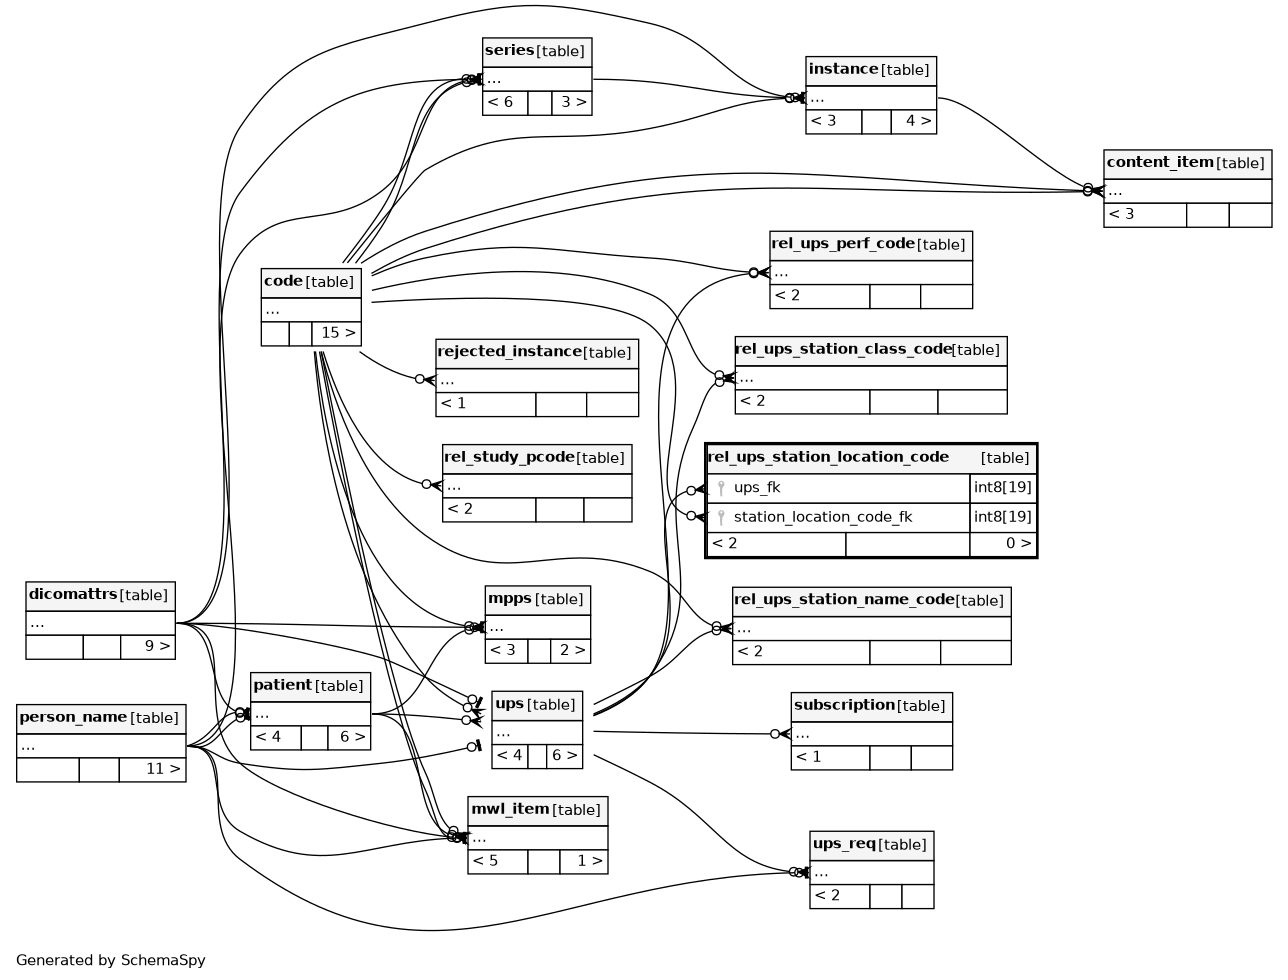 series [table]
...
< 6 3 >
instance [table]
...
< 3 4 >
content_item [table]
...
< 3
rel_ups_perf_code [table]
...
< 2
code [table]
...
15 >
rejected_instance [table]
...
< 1
rel_ups_station_class_code [table]
...
< 2
rel_study_pcode [table]
...
< 2
rel_ups_station_location_code [table]
ups_fk int8[19]
station_location_code_fk int8[19]
< 2 0 >
dicomattrs [table]
...
9 >
mpps [table]
...
< 3 2 >
rel_ups_station_name_code [table]
...
< 2
patient [table]
...
< 4 6 >
person_name [table]
...
11 >
ups [table]
...
< 4 6 >
subscription [table]
...
< 1
mwl_item [table]
...
< 5 1 >
ups_req [table]
...
< 2
Generated by SchemaSpy